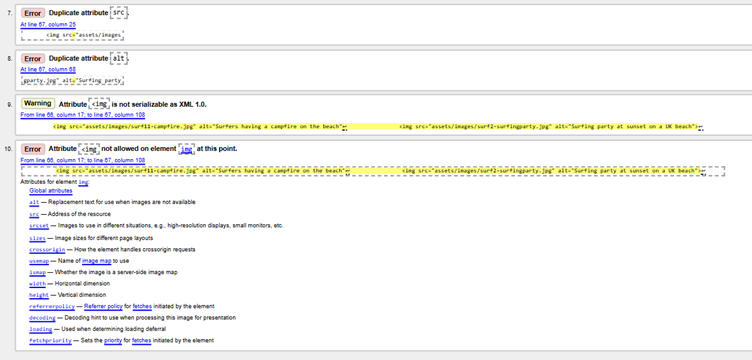 7. Error Duplicate attribute src.
At line 67, column 25
<img src="assets/images
8. Error Duplicate attribute alt.
At line 67, column 68
gparty.jpg" alt="Surfing party
9. Warning Attribute <img is not serializable as XML 1.0.
From line 66, column 17; to line 67, column 108
<img src="assets/images/surf11-campfire.jpg" alt="Surfers having a campfire on the beach"↩ <img src="assets/images/surf2-surfingparty.jpg" alt="Surfing party at sunset on a UK beach">↩
10. Error Attribute <img not allowed on element img at this point.
From line 66, column 17; to line 67, column 108
<img src="assets/images/surf11-campfire.jpg" alt="Surfers having a campfire on the beach"↩ <img src="assets/images/surf2-surfingparty.jpg" alt="Surfing party at sunset on a UK beach">↩
Attributes for element img:
Global attributes
alt — Replacement text for use when images are not available
src — Address of the resource
srcset — Images to use in different situations, e.g., high-resolution displays, small monitors, etc.
sizes — Image sizes for different page layouts
crossorigin — How the element handles crossorigin requests
usemap — Name of image map to use
ismap — Whether the image is a server-side image map
width — Horizontal dimension
height — Vertical dimension
referrerpolicy — Referrer policy for fetches initiated by the element
decoding — Decoding hint to use when processing this image for presentation
loading — Used when determining loading deferral
fetchpriority — Sets the priority for fetches initiated by the element